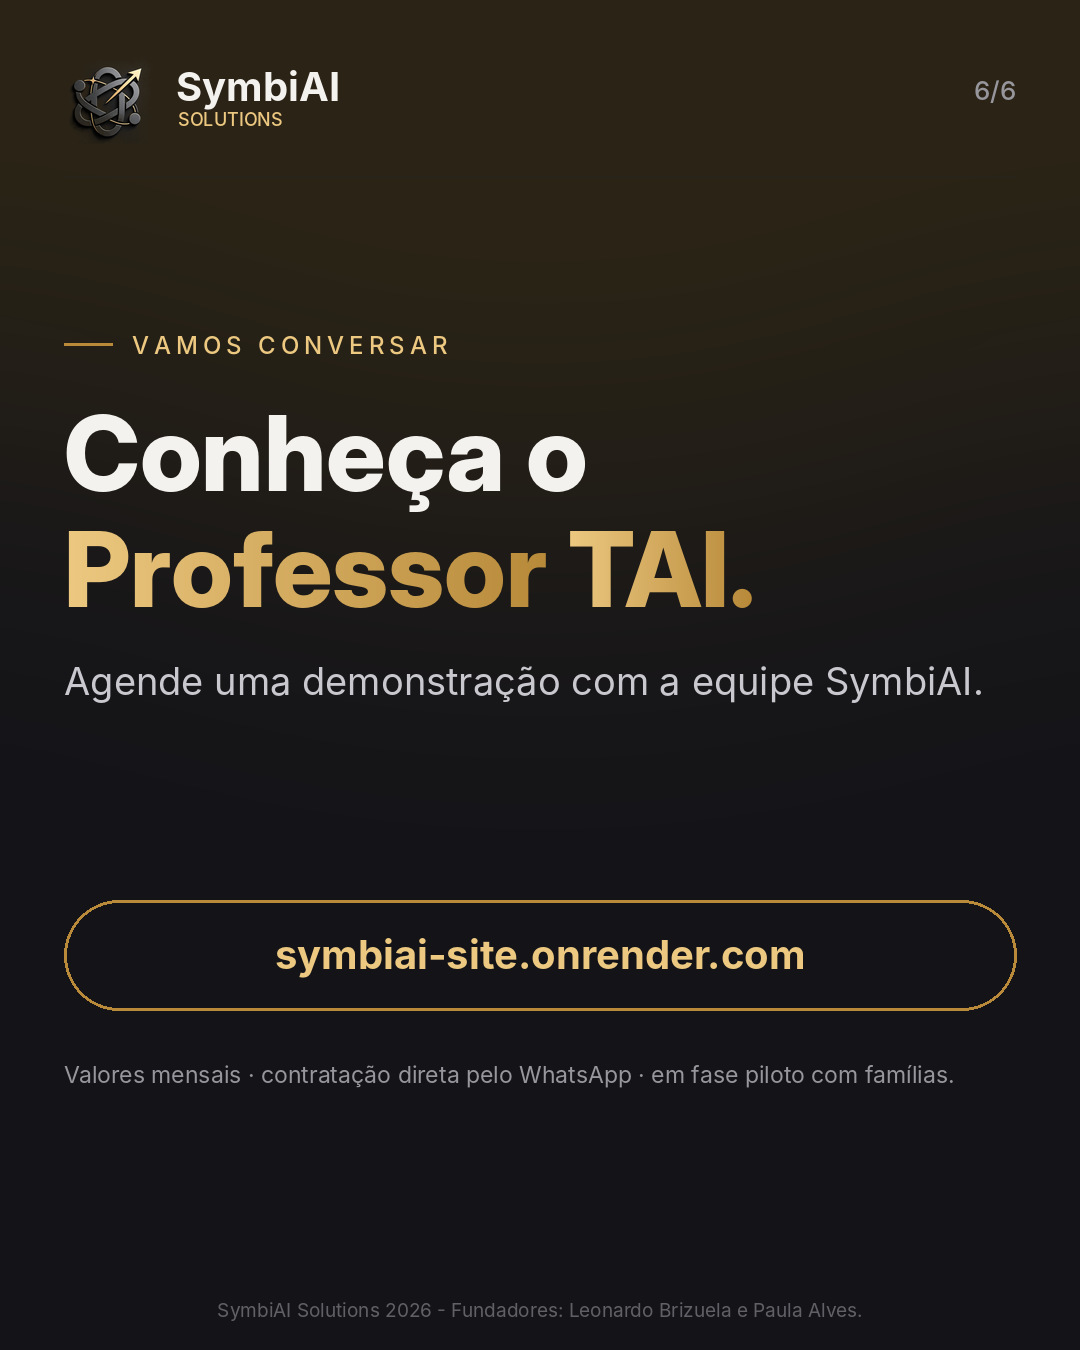 SymbiAI
SOLUTIONS
6/6
VAMOS CONVERSAR
Conheça o
Professor TAI.
Agende uma demonstração com a equipe SymbiAI.
symbiai-site.onrender.com
Valores mensais · contratação direta pelo WhatsApp · em fase piloto com famílias.
SymbiAI Solutions 2026 - Fundadores: Leonardo Brizuela e Paula Alves.